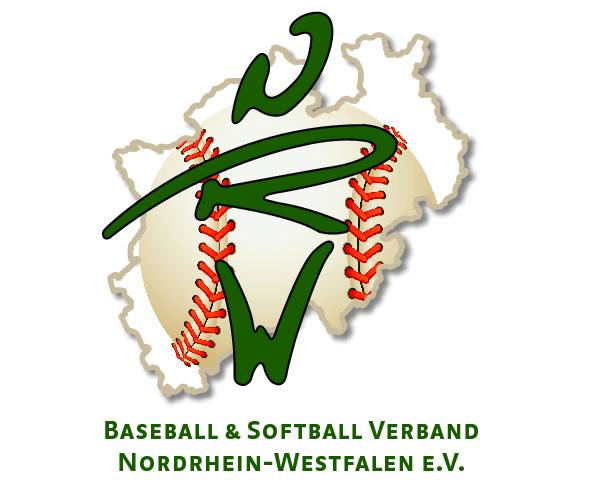 N
R
W
BASEBALL & SOFTBALL VERBAND
NORDRHEIN-WESTFALEN E.V.